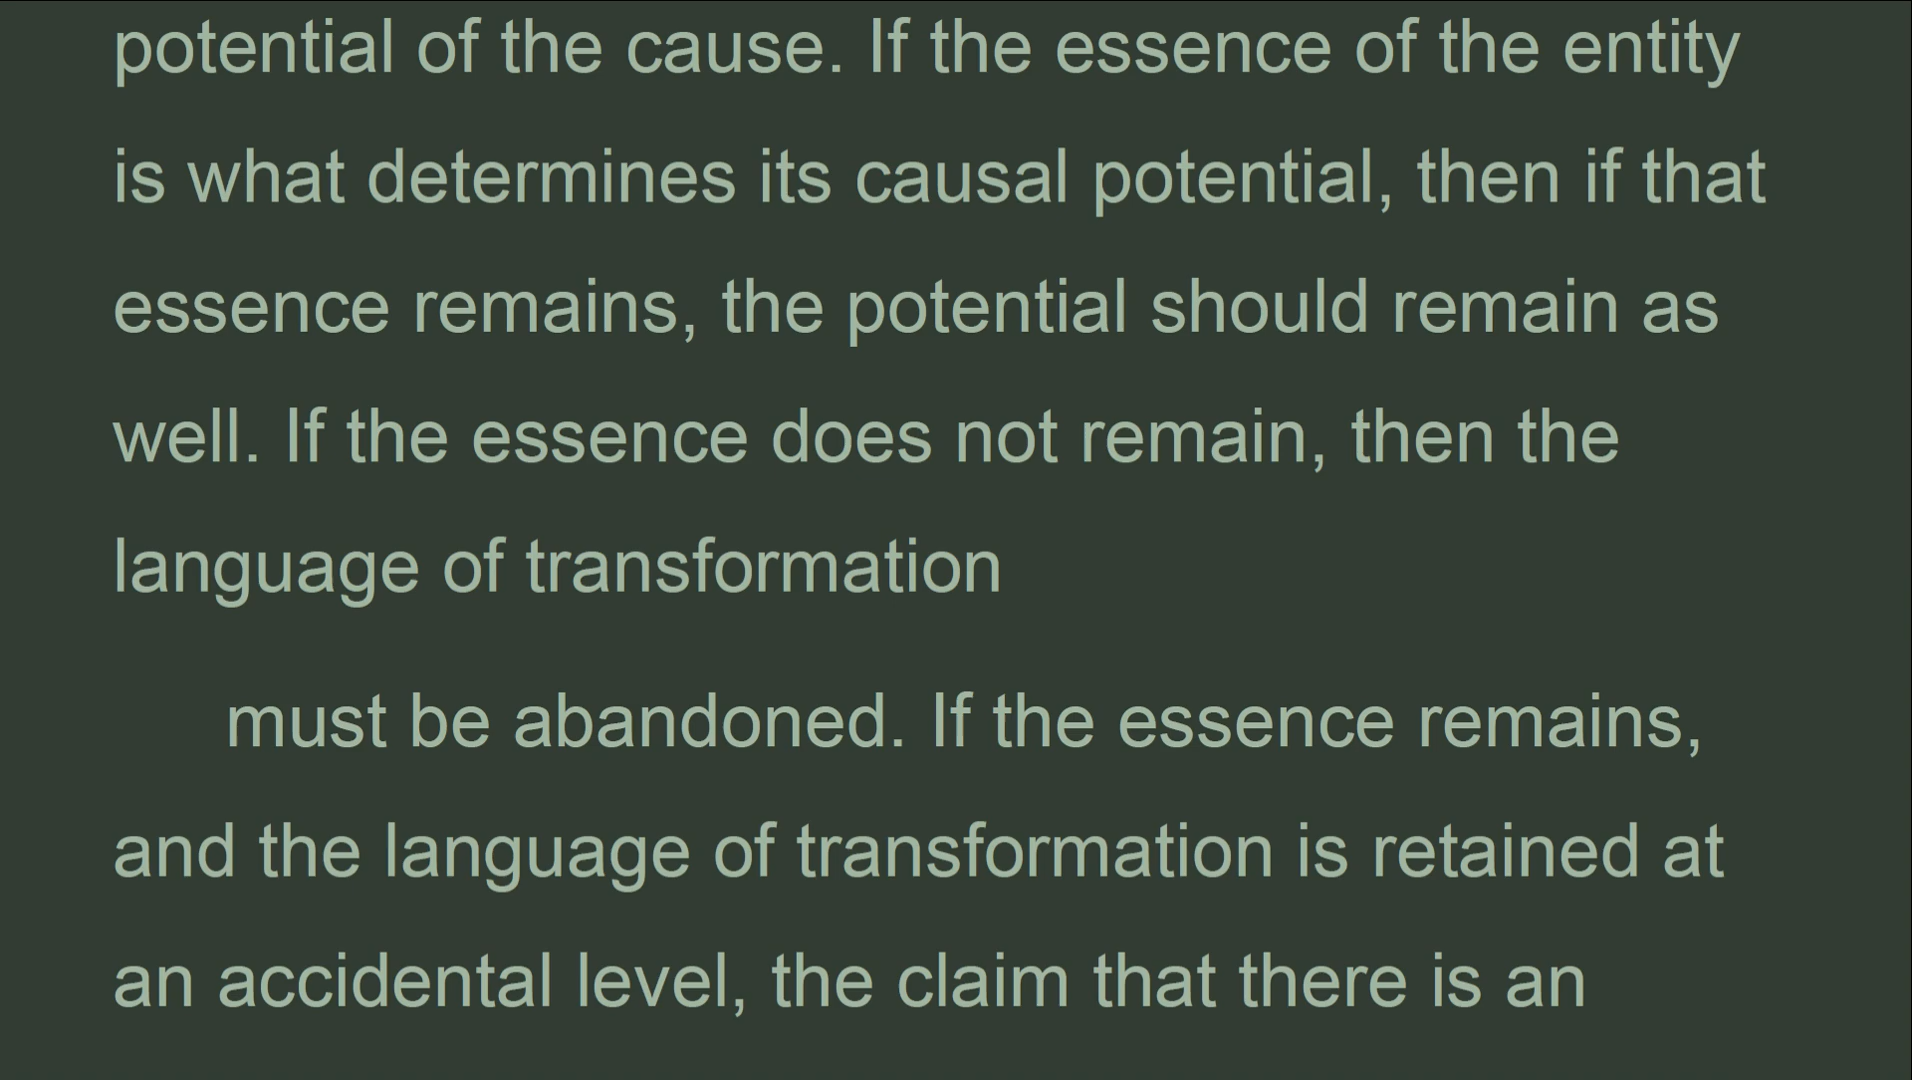 potential of the cause. If the essence of the entity
is what determines its causal potential, then if that
essence remains, the potential should remain as
well. If the essence does not remain, then the
language of transformation
must be abandoned. If the essence remains,
and the language of transformation is retained at
an accidental level, the claim that there is an